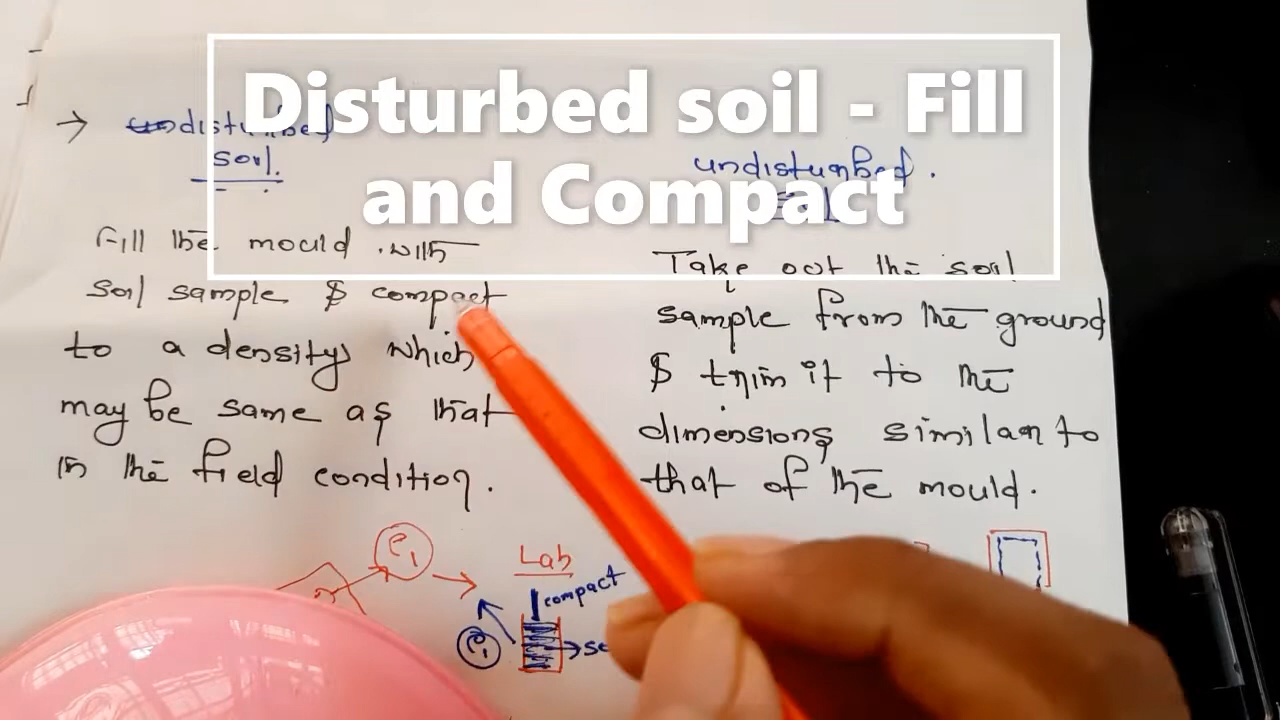 Disturbed soil - Fill
and Compact
→ disturbed
soil.
Fill the mould with
soil sample $ compact
to a density which
may be same as that
in the field condition.
undisturbed.
Take out the soil
sample from the ground
$ trim it to the
dimensions similar to
that of the mould.
Lab
compact